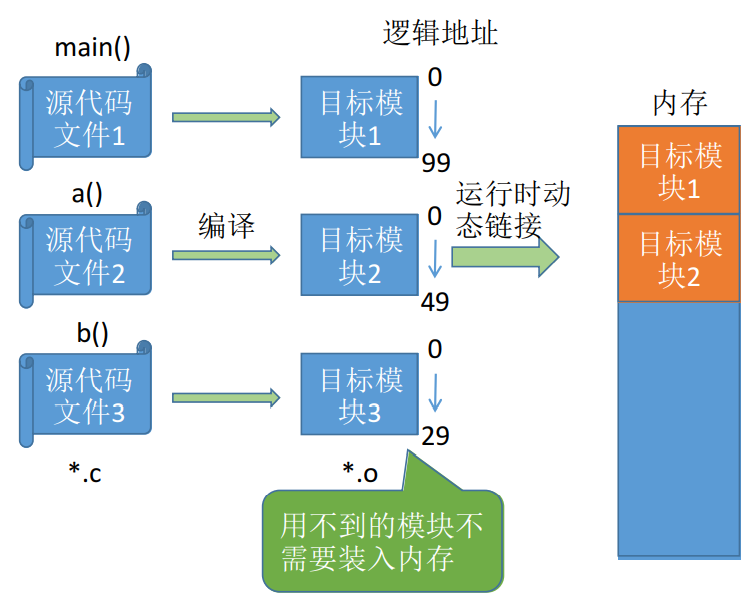 逻辑地址
main()
源代码
文件1
目标模
块1
0
99
内存
目标模
块1
a()
源代码
文件2
编译
目标模
块2
0
49
运行时动
态链接
目标模
块2
b()
源代码
文件3
目标模
块3
0
29
*.c
*.o
用不到的模块不
需要装入内存